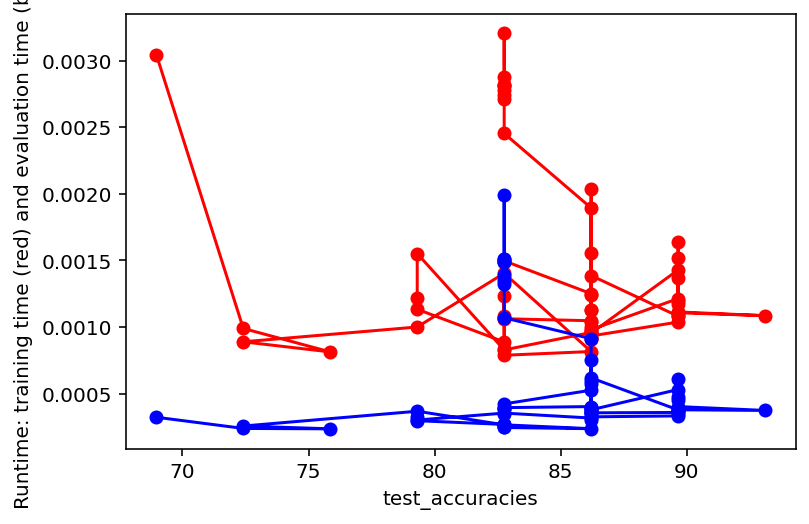 Runtime: training time (red) and evaluation time (b
0.0030
0.0025
0.0020
0.0015
0.0010
0.0005
70 75 80 85 90
test_accuracies